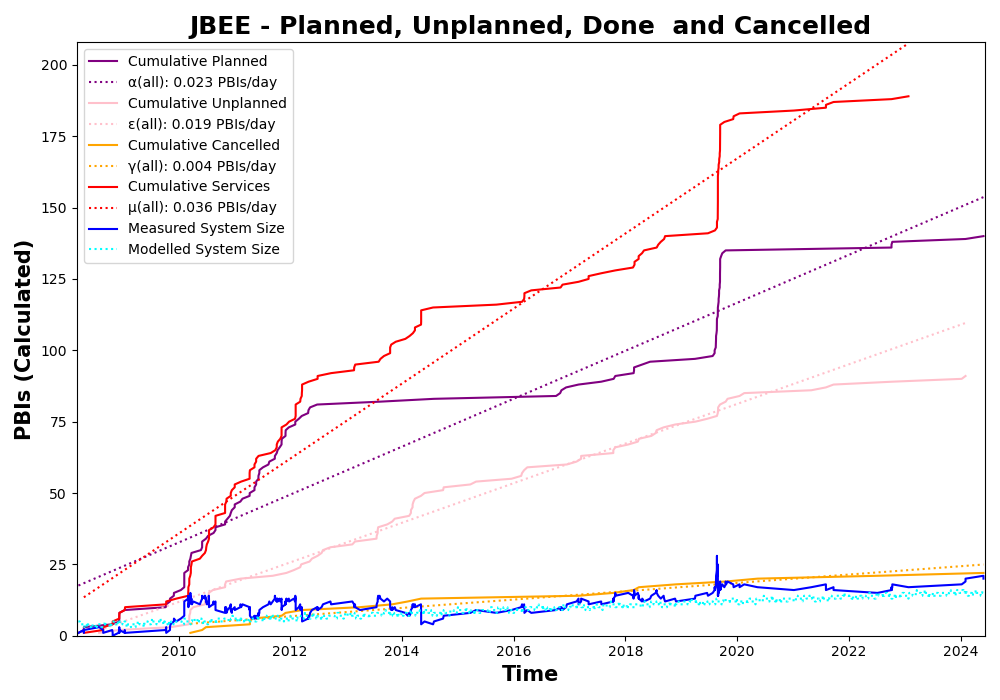 JBEE - Planned, Unplanned, Done  and Cancelled
PBIs (Calculated)
200
175
150
125
100
75
50
25
0
Cumulative Planned
α(all): 0.023 PBIs/day
Cumulative Unplanned
ε(all): 0.019 PBIs/day
Cumulative Cancelled
γ(all): 0.004 PBIs/day
Cumulative Services
μ(all): 0.036 PBIs/day
Measured System Size
Modelled System Size
2010 2012 2014 2016 2018 2020 2022 2024
Time